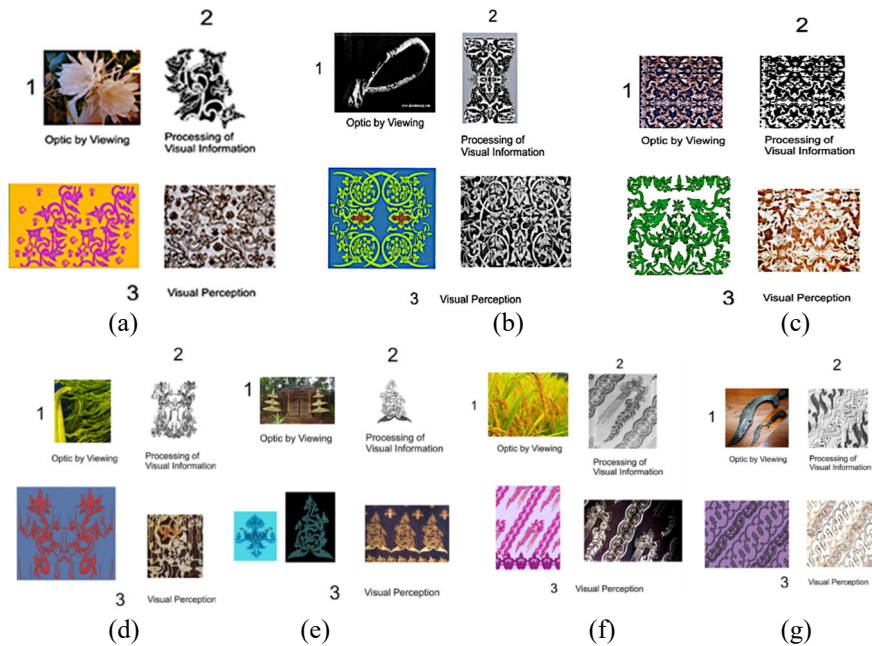 2
1
Optic by Viewing
Processing of
Visual Information
3
Visual Perception
(a)
2
1
Optic by Viewing
Processing of
Visual Information
3
Visual Perception
(b)
2
1
Optic by Viewing
Processing of
Visual Information
3
Visual Perception
(c)
2
1
Optic by Viewing
Processing of
Visual Information
3
Visual Perception
(d)
2
1
Optic by Viewing
Processing of
Visual Information
3
Visual Perception
(e)
2
1
Optic by Viewing
Processing of
Visual Information
3
Visual Perception
(f)
2
1
Optic by Viewing
Processing of
Visual Information
3
Visual Perception
(g)